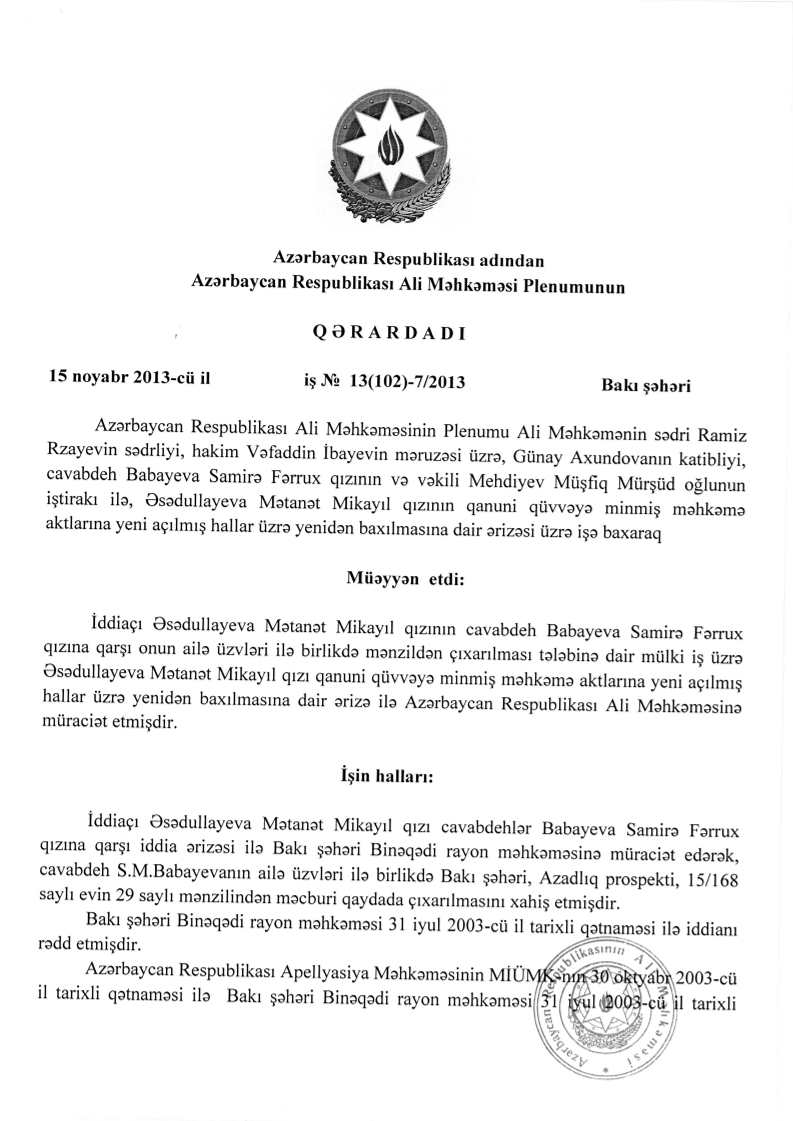 Azərbaycan Respublikası adından
Azərbaycan Respublikası Ali Məhkəməsi Plenumunun
Q Ə R A R D A D I
15 noyabr 2013-cü il iş № 13(102)-7/2013 Bakı şəhəri
Azərbaycan Respublikası Ali Məhkəməsinin Plenumu Ali Məhkəmənin sədri Ramiz
Rzayevin sədrliyi, hakim Vəfaddin İbayevin məruzəsi üzrə, Günay Axundovanın katibliyi,
cavabdeh Babayeva Samirə Fərrux qızının və vəkili Mehdiyev Müşfiq Mürşüd oğlunun
iştirakı ilə, Əsədullayeva Mətanət Mikayıl qızının qanuni qüvvəyə minmiş məhkəmə
aktlarına yeni açılmış hallar üzrə yenidən baxılmasına dair ərizəsi üzrə işə baxaraq
Müəyyən etdi:
İddiaçı Əsədullayeva Mətanət Mikayıl qızının cavabdeh Babayeva Samirə Fərrux
qızına qarşı onun ailə üzvləri ilə birlikdə mənzildən çıxarılması tələbinə dair mülki iş üzrə
Əsədullayeva Mətanət Mikayıl qızı qanuni qüvvəyə minmiş məhkəmə aktlarına yeni açılmış
hallar üzrə yenidən baxılmasına dair ərizə ilə Azərbaycan Respublikası Ali Məhkəməsinə
müraciət etmişdir.
İşin halları:
İddiaçı Əsədullayeva Mətanət Mikayıl qızı cavabdehlər Babayeva Samirə Fərrux
qızına qarşı iddia ərizəsi ilə Bakı şəhəri Binəqədi rayon məhkəməsinə müraciət edərək,
cavabdeh S.M.Babayevanın ailə üzvləri ilə birlikdə Bakı şəhəri, Azadlıq prospekti, 15/168
saylı evin 29 saylı mənzilindən məcburi qaydada çıxarılmasını xahiş etmişdir.
Bakı şəhəri Binəqədi rayon məhkəməsi 31 iyul 2003-cü il tarixli qətnaməsi ilə iddianı
rədd etmişdir.
Azərbaycan Respublikası Apellyasiya Məhkəməsinin MİÜMK-nın 30 oktyabr 2003-cü
il tarixli qətnaməsi ilə Bakı şəhəri Binəqədi rayon məhkəməsi 31 iyul 2003-cü il tarixli
Azərbaycan Respublikasının Ali Məhkəməsi *